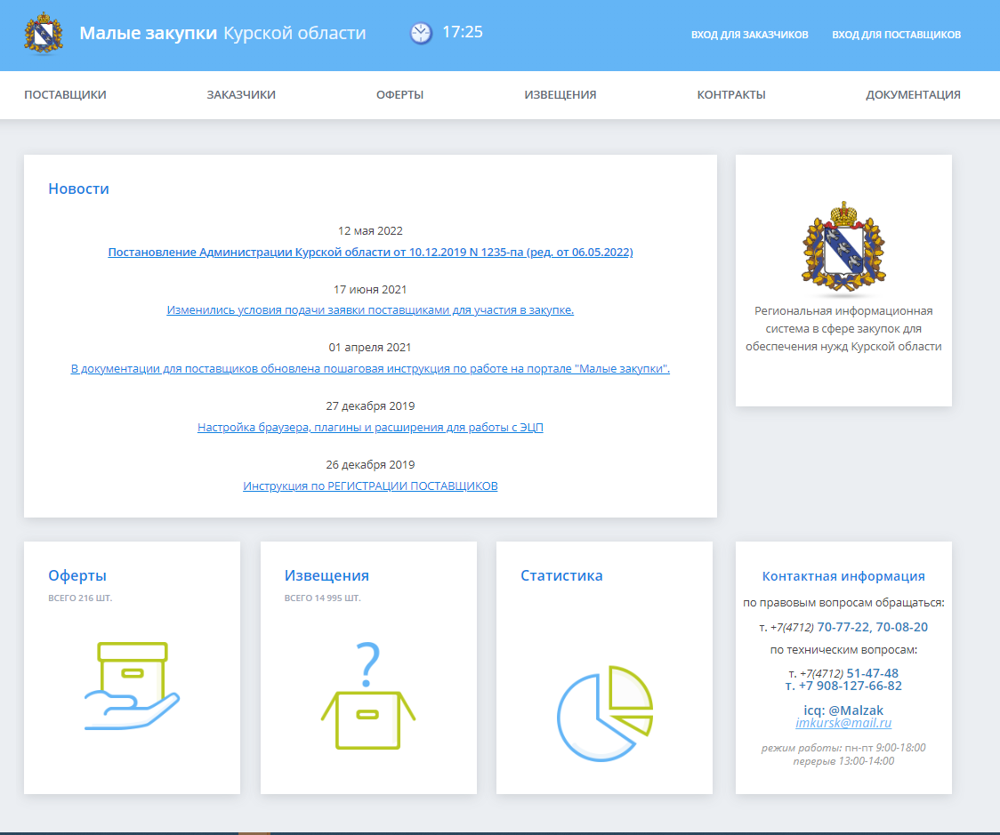 Малые закупки Курской области
17:25
ВХОД ДЛЯ ЗАКАЗЧИКОВ
ВХОД ДЛЯ ПОСТАВЩИКОВ
ПОСТАВЩИКИ
ЗАКАЗЧИКИ
ОФЕРТЫ
ИЗВЕЩЕНИЯ
КОНТРАКТЫ
ДОКУМЕНТАЦИЯ
Новости
12 мая 2022
Постановление Администрации Курской области от 10.12.2019 N 1235-па (ред. от 06.05.2022)
17 июня 2021
Изменились условия подачи заявки поставщиками для участия в закупке.
01 апреля 2021
В документации для поставщиков обновлена пошаговая инструкция по работе на портале "Малые закупки".
27 декабря 2019
Настройка браузера, плагины и расширения для работы с ЭЦП
26 декабря 2019
Инструкция по РЕГИСТРАЦИИ ПОСТАВЩИКОВ
Региональная информационная
система в сфере закупок для
обеспечения нужд Курской области
Оферты
ВСЕГО 216 ШТ.
Извещения
ВСЕГО 14 995 ШТ.
?
Статистика
Контактная информация
по правовым вопросам обращаться:
т. +7(4712) 70-77-22, 70-08-20
по техническим вопросам:
т. +7(4712) 51-47-48
т. +7 908-127-66-82
icq: @Malzak
imkursk@mail.ru
режим работы: пн-пт 9:00-18:00
перерыв 13:00-14:00